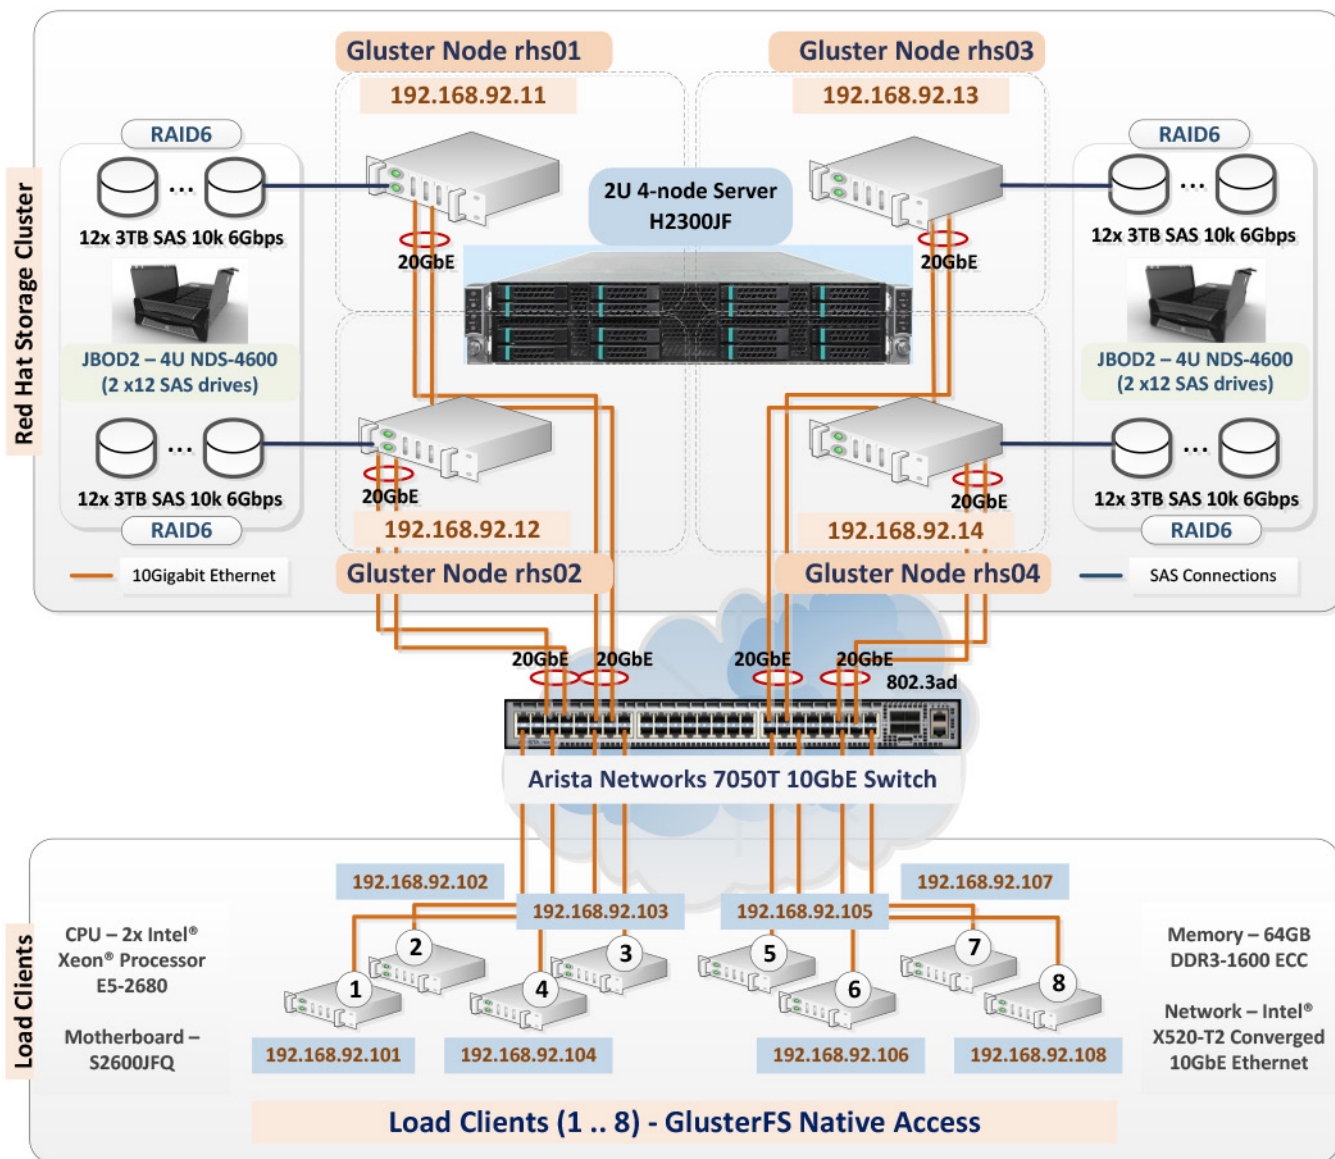 Gluster Node rhs01
Gluster Node rhs03
192.168.92.11
192.168.92.13
RAID6
RAID6
...
...
2U 4-node Server
H2300JF
12x 3TB SAS 10k 6Gbps
12x 3TB SAS 10k 6Gbps
20GbE
20GbE
Red Hat Storage Cluster
JBOD2 – 4U NDS-4600
(2 x12 SAS drives)
JBOD2 – 4U NDS-4600
(2 x12 SAS drives)
...
...
12x 3TB SAS 10k 6Gbps
12x 3TB SAS 10k 6Gbps
20GbE
20GbE
RAID6
RAID6
192.168.92.12
192.168.92.14
10Gigabit Ethernet
Gluster Node rhs02
Gluster Node rhs04
SAS Connections
20GbE
20GbE
20GbE
20GbE
802.3ad
Arista Networks 7050T 10GbE Switch
Load Clients
192.168.92.102
192.168.92.103
192.168.92.105
192.168.92.107
CPU – 2x Intel®
Xeon® Processor
E5-2680
Motherboard –
S2600JFQ
2
3
5
7
1
4
6
8
Memory – 64GB
DDR3-1600 ECC
Network – Intel®
X520-T2 Converged
10GbE Ethernet
192.168.92.101
192.168.92.104
192.168.92.106
192.168.92.108
Load Clients (1 .. 8) - GlusterFS Native Access